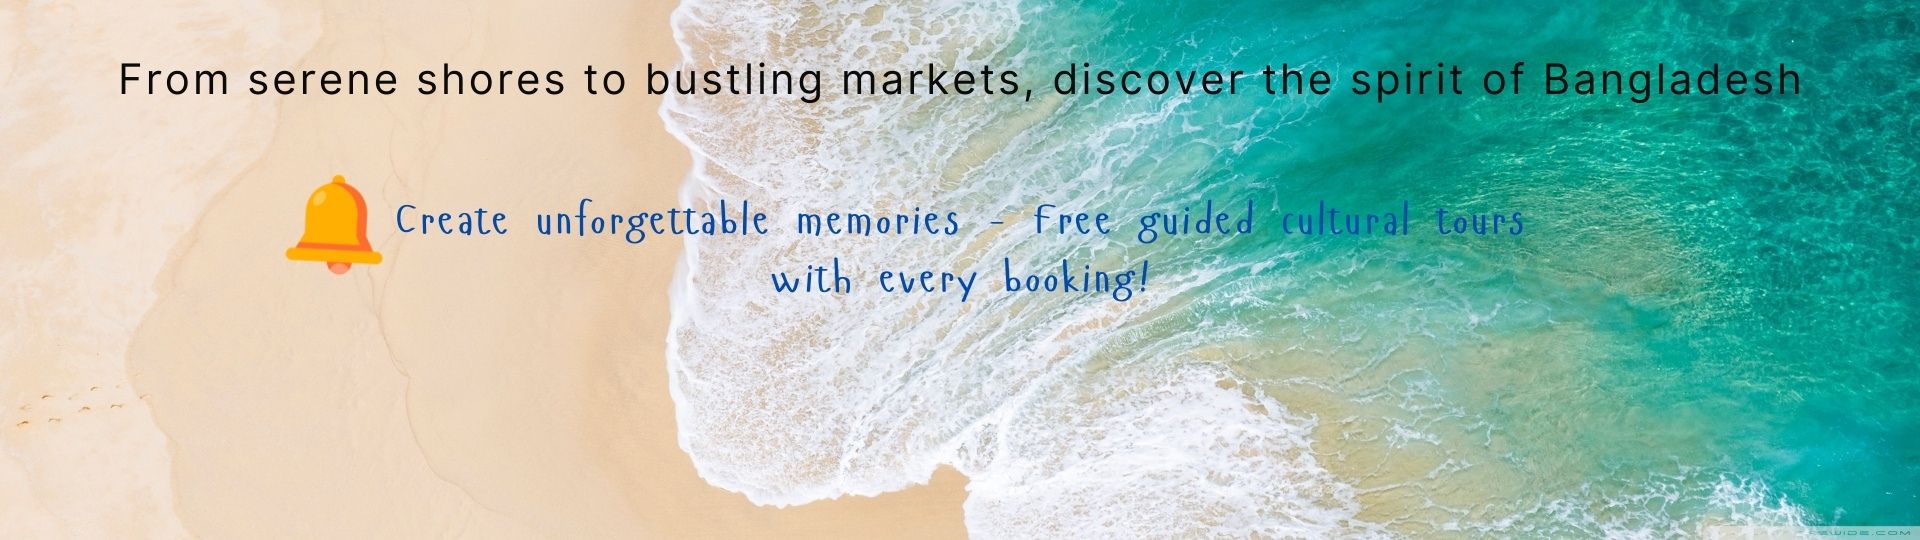 From serene shores to bustling markets, discover the spirit of Bangladesh
Create unforgettable memories - Free guided cultural tours
with every booking!